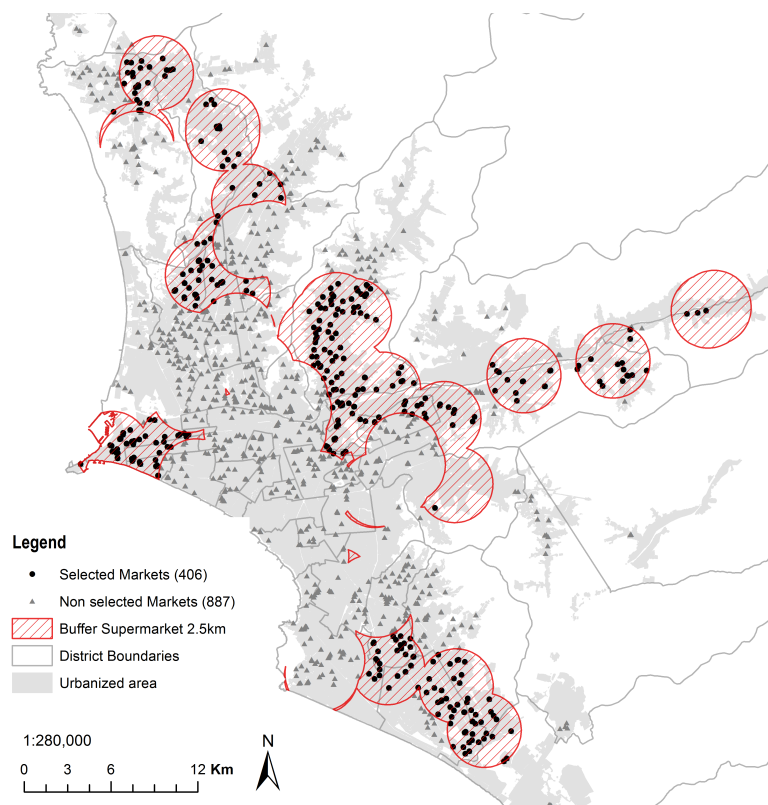 Legend
Selected Markets (406)
Non selected Markets (887)
Buffer Supermarket 2.5km
District Boundaries
Urbanized area
1:280,000
N
0 3 6 12 Km